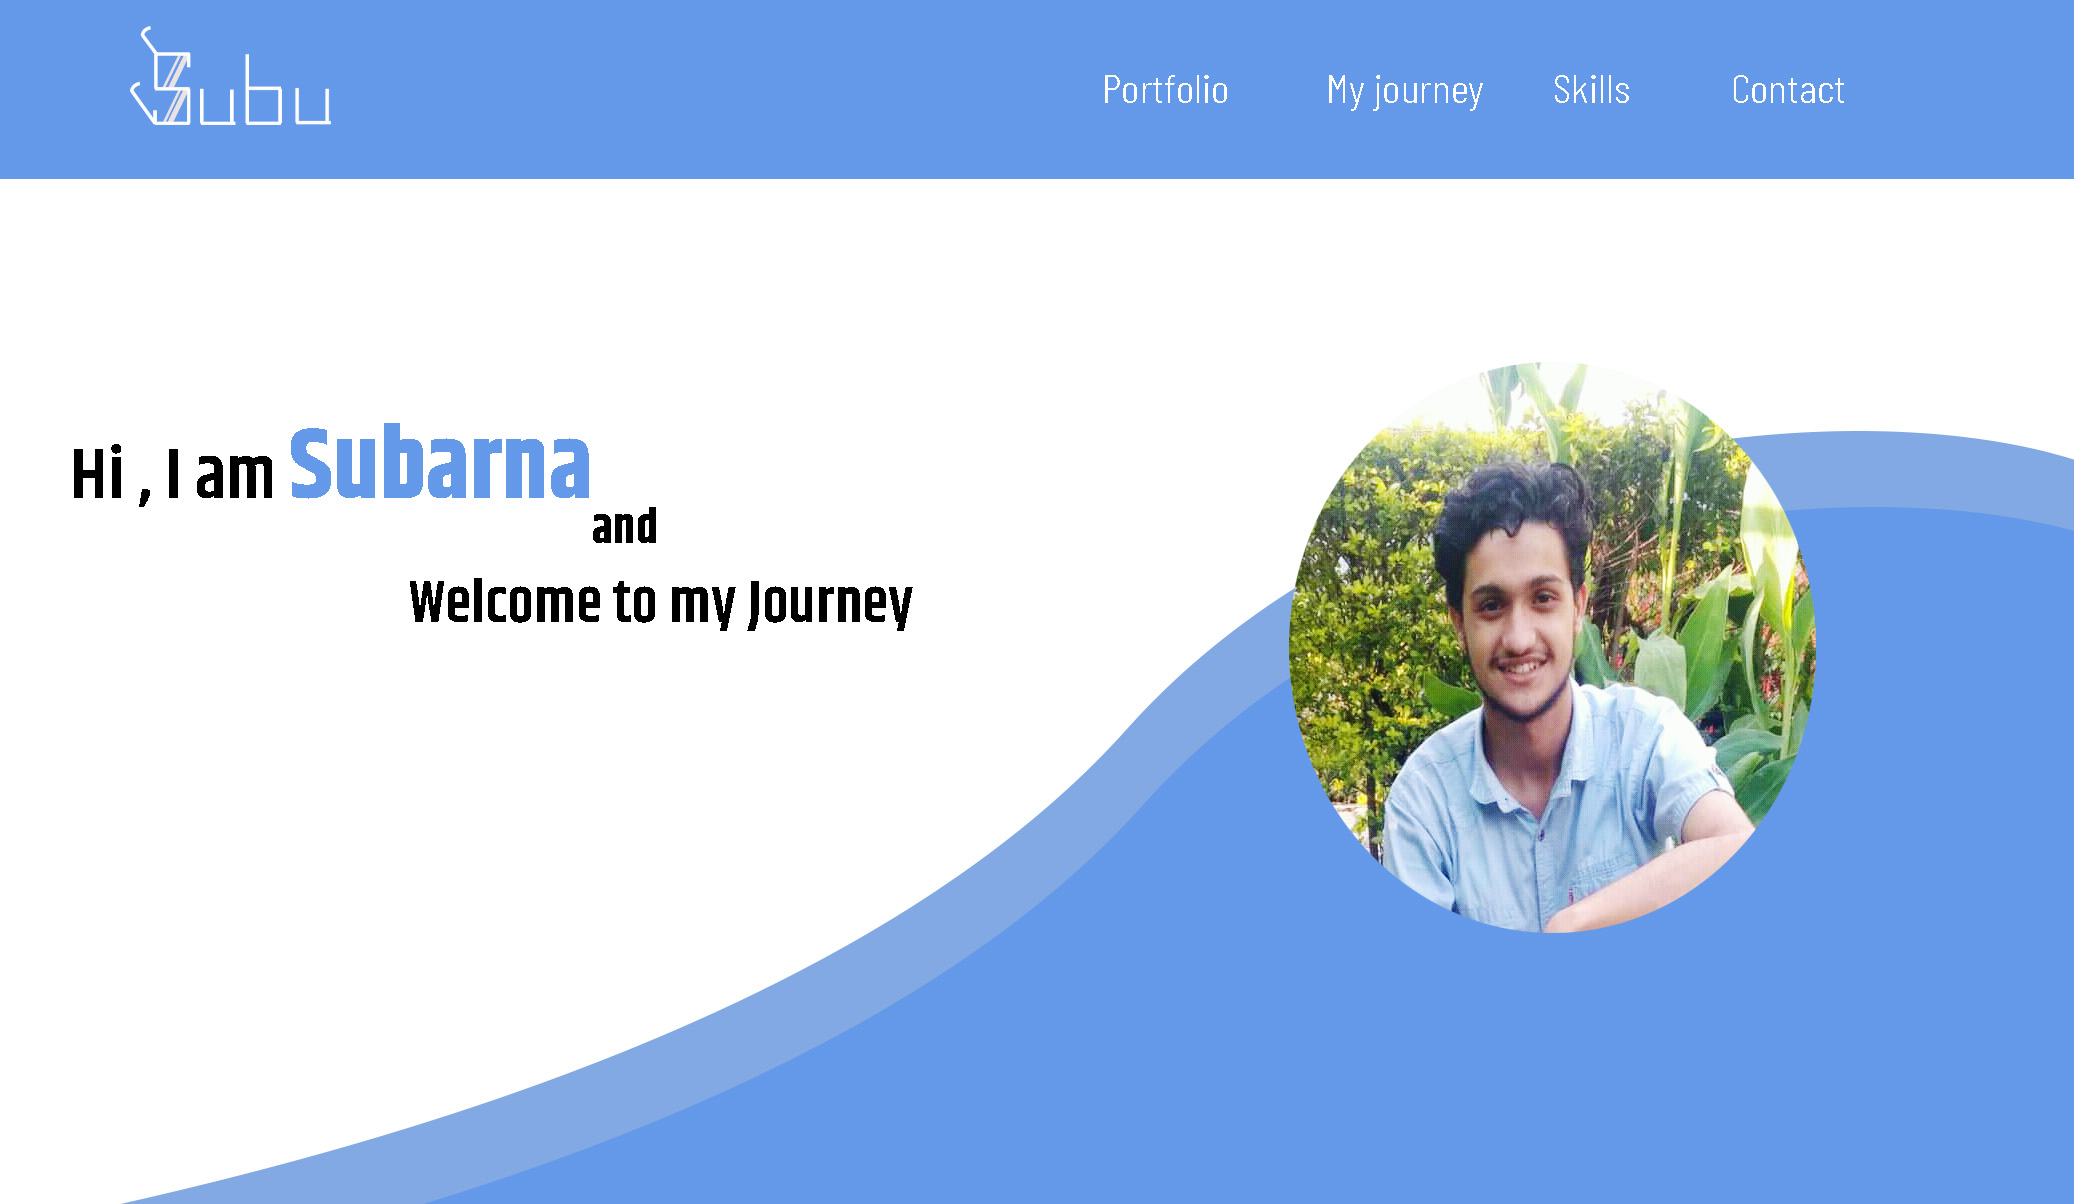 Subu
Portfolio My journey Skills Contact
Hi , I am Subarna
and
Welcome to my Journey